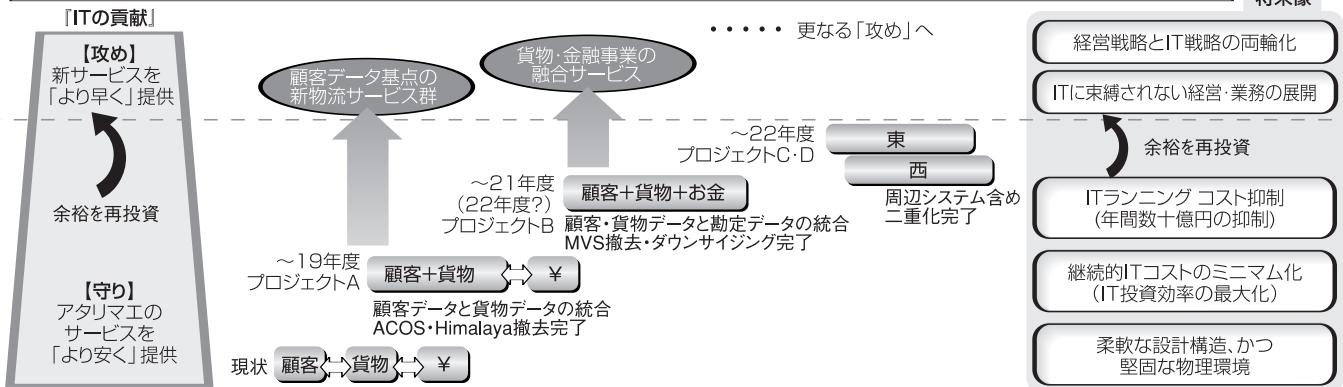 将来像
『ITの貢献』
【攻め】
新サービスを
「より早く」提供
余裕を再投資
【守り】
アタリマエの
サービスを
「より安く」提供
・・・・・ 更なる「攻め」へ
顧客データ基点の
新物流サービス群
貨物・金融事業の
融合サービス
～22年度
プロジェクトC・D
東
西
周辺システム含め
二重化完了
～21年度
(22年度?)
プロジェクトB
顧客＋貨物＋お金
顧客・貨物データと勘定データの統合
MVS撤去・ダウンサイジング完了
～19年度
プロジェクトA
顧客＋貨物
¥
顧客データと貨物データの統合
ACOS・Himalaya撤去完了
現状
顧客
貨物
¥
経営戦略とIT戦略の両輪化
ITに束縛されない経営・業務の展開
余裕を再投資
ITランニング コスト抑制
(年間数十億円の抑制)
継続的ITコストのミニマム化
(IT投資効率の最大化)
柔軟な設計構造、かつ
堅固な物理環境